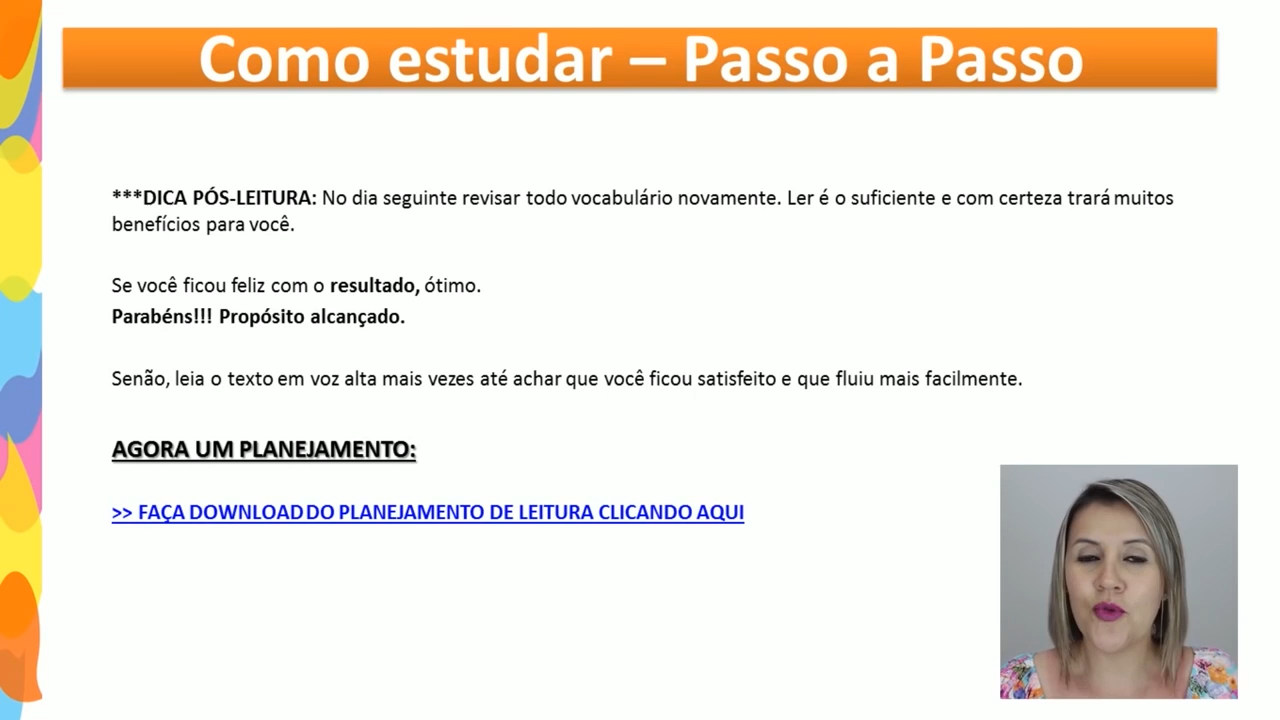 Como estudar – Passo a Passo
***DICA PÓS-LEITURA: No dia seguinte revisar todo vocabulário novamente. Ler é o suficiente e com certeza trará muitos
benefícios para você.
Se você ficou feliz com o resultado, ótimo.
Parabéns!!! Propósito alcançado.
Senão, leia o texto em voz alta mais vezes até achar que você ficou satisfeito e que fluiu mais facilmente.
AGORA UM PLANEJAMENTO:
>> FAÇA DOWNLOAD DO PLANEJAMENTO DE LEITURA CLICANDO AQUI